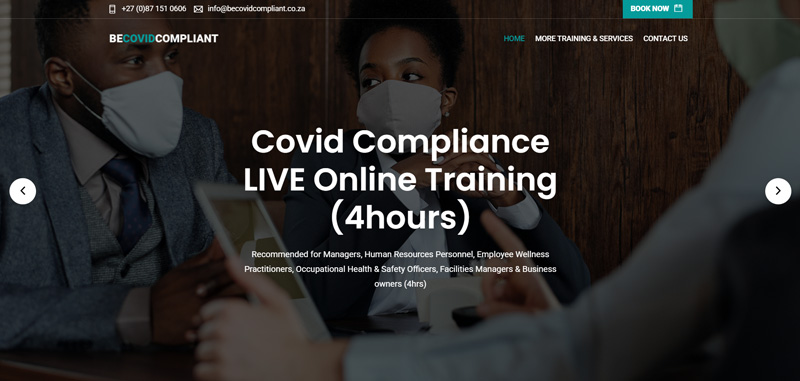 +27 (0)87 151 0606 info@becovidcompliant.co.za BOOK NOW
BECOVIDCOMPLIANT HOME MORE TRAINING & SERVICES CONTACT US
Covid Compliance
LIVE Online Training
(4hours)
Recommended for Managers, Human Resources Personnel, Employee Wellness
Practitioners, Occupational Health & Safety Officers, Facilities Managers & Business
owners (4hrs)